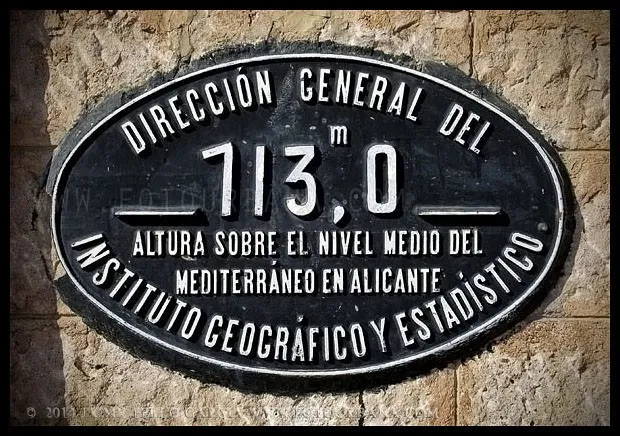 DIRECCIÓN GENERAL DEL
713,0 m
ALTURA SOBRE EL NIVEL MEDIO DEL
MEDITERRÁNEO EN ALICANTE
INSTITUTO GEOGRÁFICO Y ESTADÍSTICO